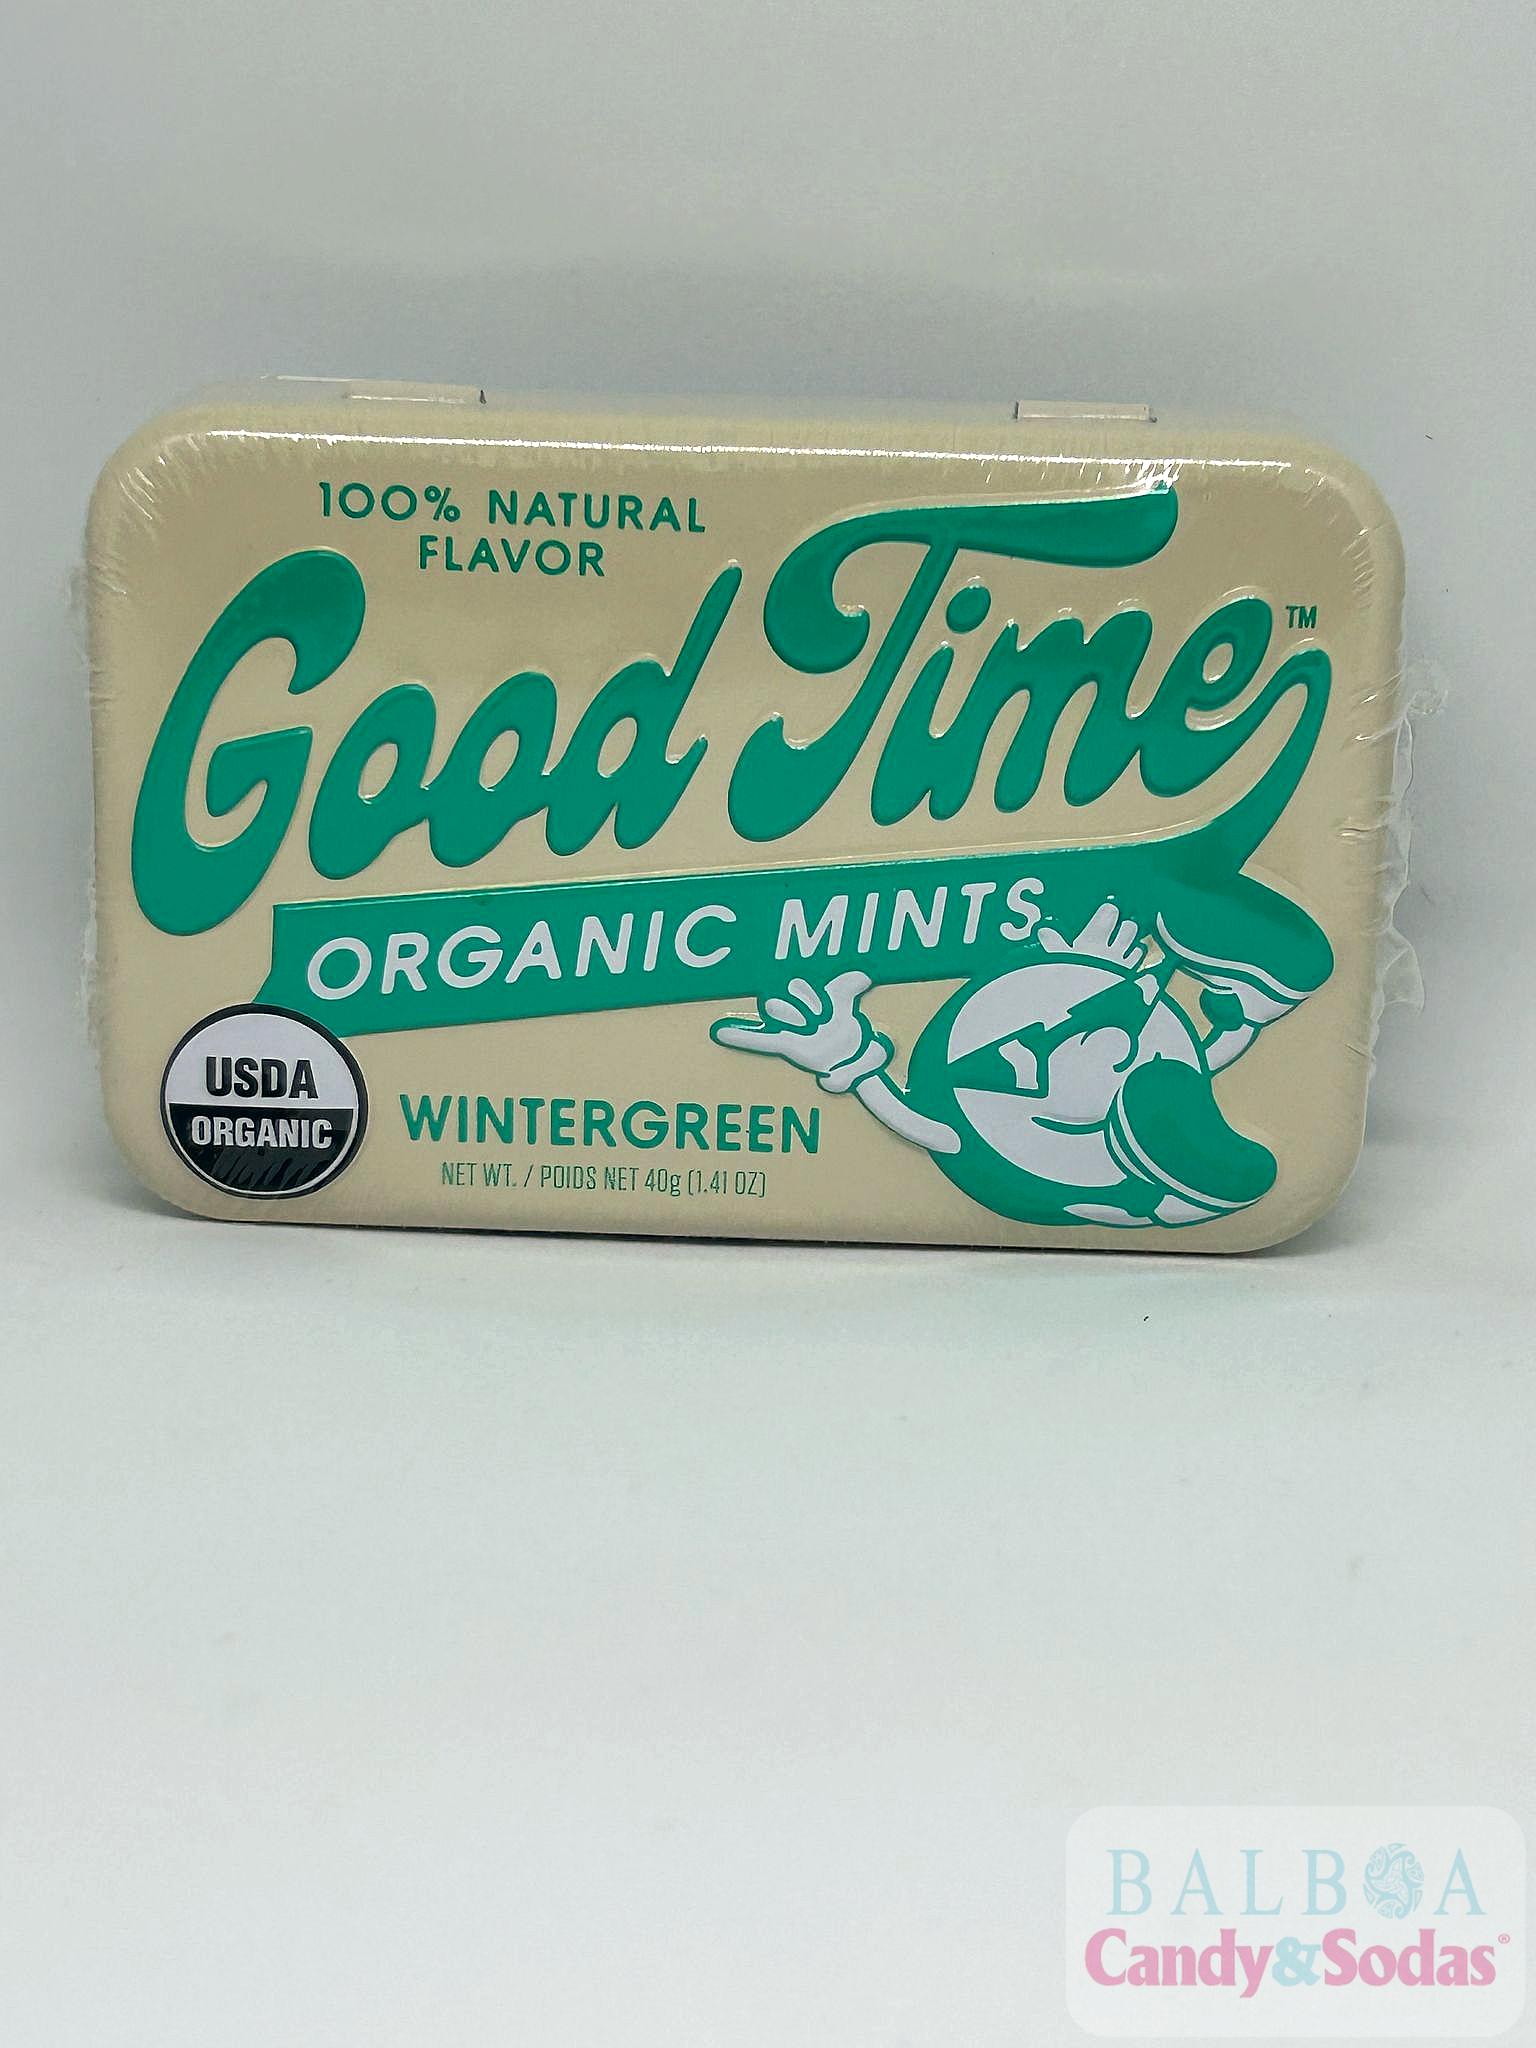 100% NATURAL
FLAVOR
Good Time™
ORGANIC MINTS
USDA
ORGANIC
WINTERGREEN
NET WT. / POIDS NET 40g (1.41 OZ)
BALBOA
Candy&Sodas®